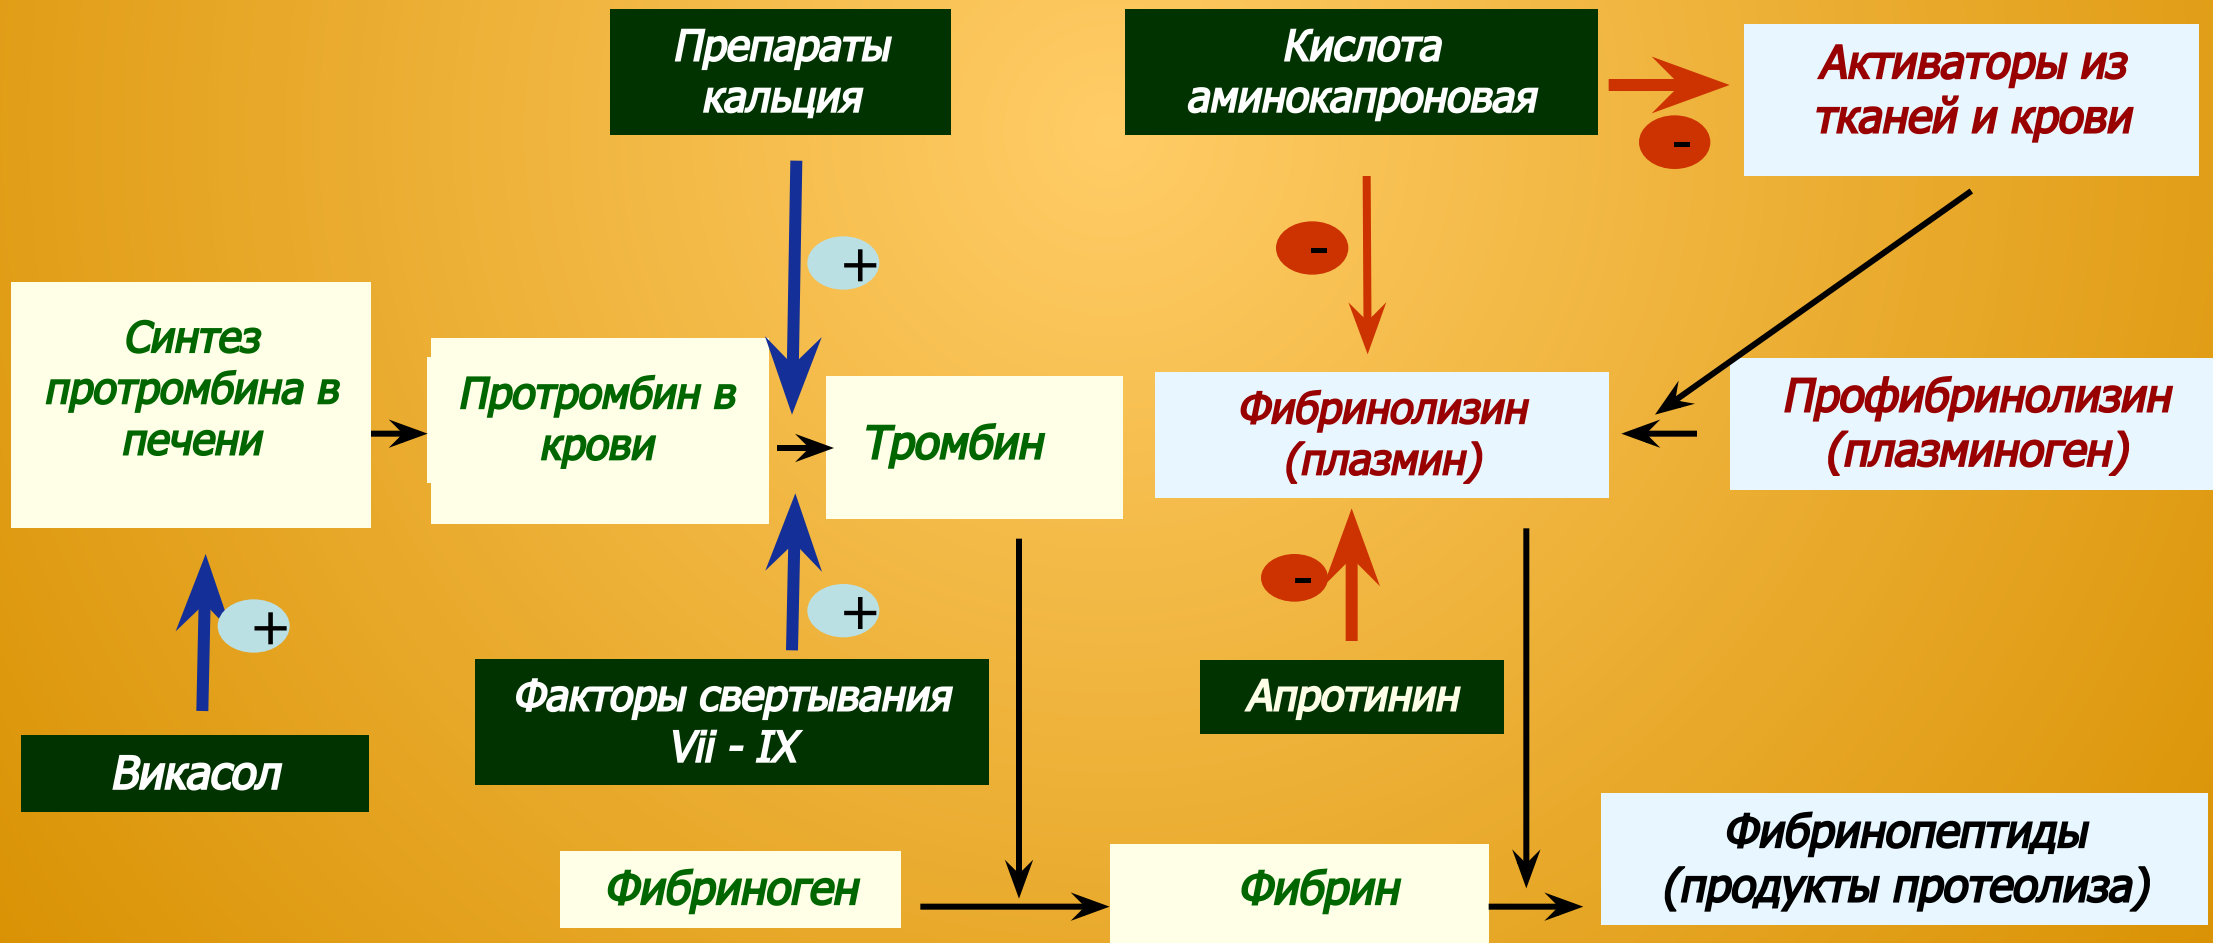 Препараты
кальция
Кислота
аминокапроновая
-
Активаторы из
тканей и крови
+
-
Синтез
протромбина в
печени
Протромбин в
крови
Тромбин
Фибринолизин
(плазмин)
Профибринолизин
(плазминоген)
+
+
-
Викасол
Факторы свертывания
Vii - IX
Апротинин
Фибриноген
Фибрин
Фибринопептиды
(продукты протеолиза)